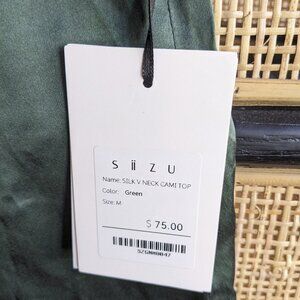 SiiZU
Name: SILK V NECK CAMI TOP
Color: Green
Size: M
$ 75.00